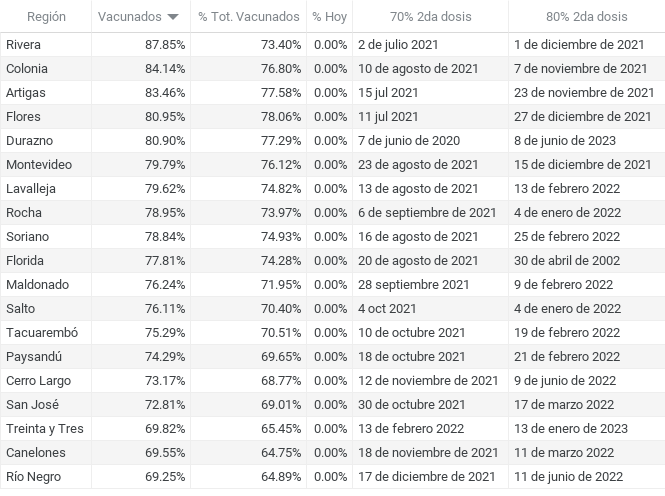 Región Vacunados % Tot. Vacunados % Hoy 70% 2da dosis 80% 2da dosis
Rivera 87.85% 73.40% 0.00% 2 de julio 2021 1 de diciembre de 2021
Colonia 84.14% 76.80% 0.00% 10 de agosto de 2021 7 de noviembre de 2021
Artigas 83.46% 77.58% 0.00% 15 jul 2021 23 de noviembre de 2021
Flores 80.95% 78.06% 0.00% 11 jul 2021 27 de diciembre de 2021
Durazno 80.90% 77.29% 0.00% 7 de junio de 2020 8 de junio de 2023
Montevideo 79.79% 76.12% 0.00% 23 de agosto de 2021 15 de diciembre de 2021
Lavalleja 79.62% 74.82% 0.00% 13 de agosto de 2021 13 de febrero 2022
Rocha 78.95% 73.97% 0.00% 6 de septiembre de 2021 4 de enero de 2022
Soriano 78.84% 74.93% 0.00% 16 de agosto de 2021 25 de febrero 2022
Florida 77.81% 74.28% 0.00% 20 de agosto de 2021 30 de abril de 2002
Maldonado 76.24% 71.95% 0.00% 28 septiembre 2021 9 de febrero 2022
Salto 76.11% 70.40% 0.00% 4 oct 2021 4 de enero de 2022
Tacuarembó 75.29% 70.51% 0.00% 10 de octubre 2021 19 de febrero 2022
Paysandú 74.29% 69.65% 0.00% 18 de octubre 2021 21 de febrero 2022
Cerro Largo 73.17% 68.77% 0.00% 12 de noviembre de 2021 9 de junio de 2022
San José 72.81% 69.01% 0.00% 30 de octubre 2021 17 de marzo 2022
Treinta y Tres 69.82% 65.45% 0.00% 13 de febrero 2022 13 de enero de 2023
Canelones 69.55% 64.75% 0.00% 18 de noviembre de 2021 11 de marzo 2022
Río Negro 69.25% 64.89% 0.00% 17 de diciembre de 2021 11 de junio de 2022